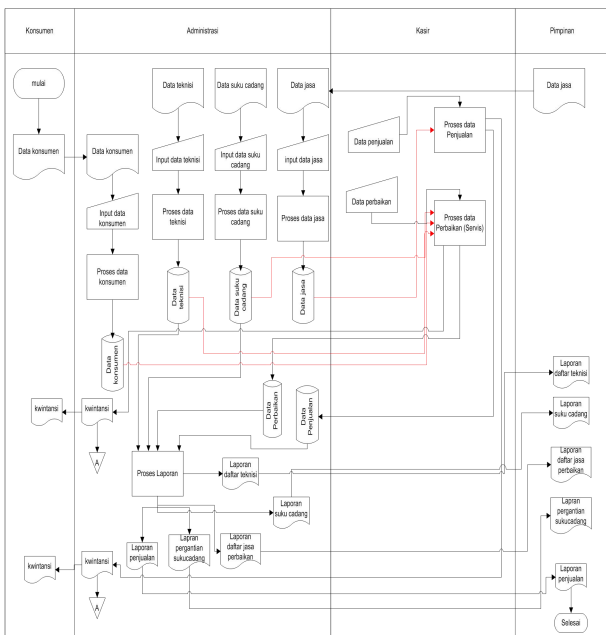 Konsumen
Administrasi
Kasir
Pimpinan
mulai
Data teknisi
Data suku cadang
Data jasa
Data jasa
Data konsumen
Data konsumen
Data penjualan
Proses data
Penjualan
Input data teknisi
Input data suku
cadang
input data jasa
Input data
konsumen
Data perbaikan
Proses data
teknisi
Proses data suku
cadang
Proses data jasa
Proses data
Perbaikan (Servis)
Proses data
konsumen
Data
tekniisi
Data suku
cadang
Data jasa
Data
konsumen
Data
Perbaikan
Data
Penjualan
kwintansi
kwintansi
A
Proses Laporan
Laporan
daftar teknisi
Laporan
daftar teknisi
Laporan
suku cadang
Laporan
suku cadang
Laporan
daftar jasa
perbaikan
Laporan
penjualan
Lapran
pergantian
sukucadang
Laporan
daftar jasa
perbaikan
Lapran
pergantian
sukucadang
kwintansi
kwintansi
A
Laporan
penjualan
Selesai